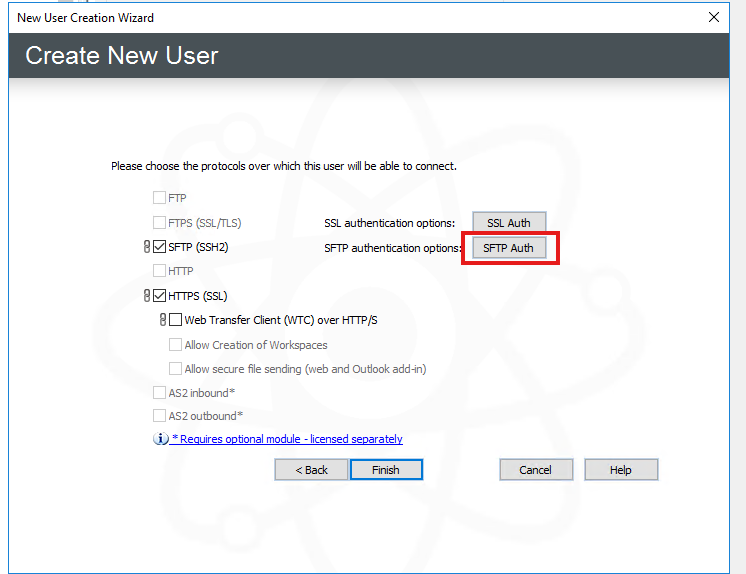 New User Creation Wizard
Create New User
Please choose the protocols over which this user will be able to connect.
FTP
FTPS (SSL/TLS) SSL authentication options: SSL Auth
SFTP (SSH2) SFTP authentication options: SFTP Auth
HTTP
HTTPS (SSL)
Web Transfer Client (WTC) over HTTP/S
Allow Creation of Workspaces
Allow secure file sending (web and Outlook add-in)
AS2 inbound*
AS2 outbound*
* Requires optional module - licensed separately
< Back Finish Cancel Help